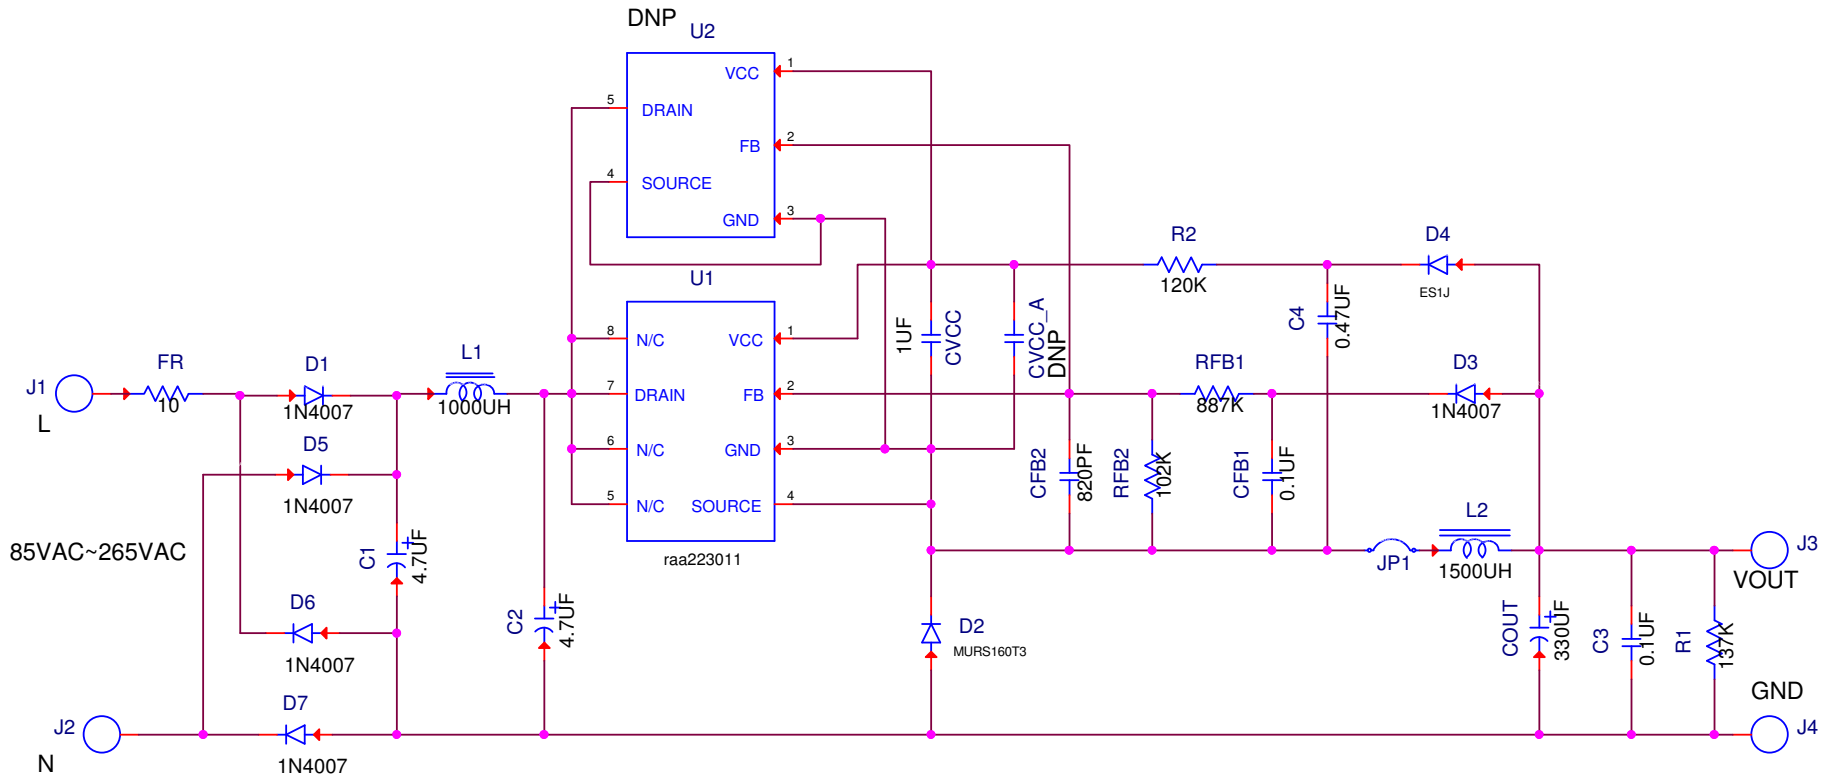 DNP
U2
VCC
1
5
DRAIN
FB
2
4
SOURCE
GND
3
U1
8
N/C
VCC
1
7
DRAIN
FB
2
6
N/C
GND
3
5
N/C
SOURCE
4
raa223011
J1
L
FR
10
D1
1N4007
D5
1N4007
L1
1000UH
85VAC~265VAC
C1
4.7UF
D6
1N4007
C2
4.7UF
J2
N
D7
1N4007
1UF
CVCC
CVCC_A
DNP
R2
120K
D4
ES1J
C4
0.47UF
RFB1
887K
D3
1N4007
CFB2
820PF
RFB2
102K
CFB1
0.1UF
D2
MURS160T3
JP1
L2
1500UH
J3
VOUT
COUT
330UF
C3
0.1UF
R1
137K
GND
J4